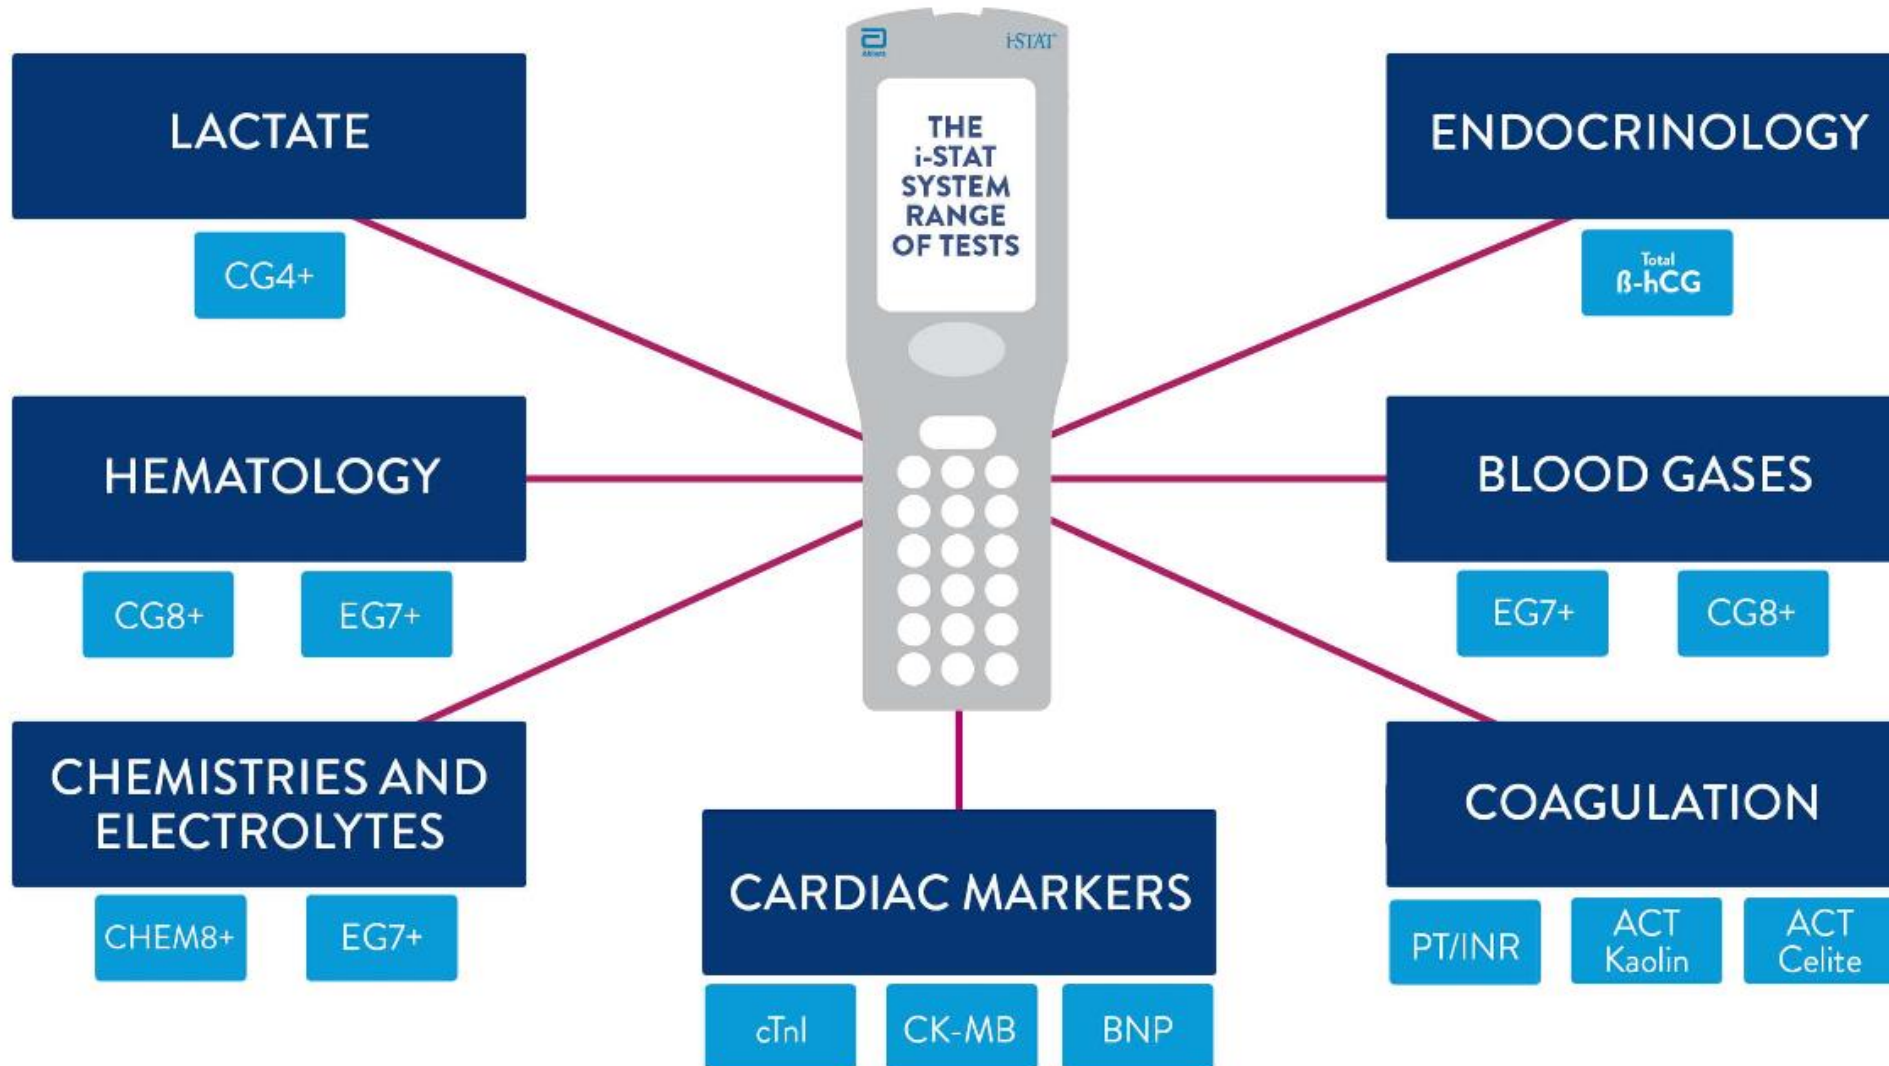 Abbott
i-STAT
THE
i-STAT
SYSTEM
RANGE
OF TESTS
LACTATE
CG4+
ENDOCRINOLOGY
Total
ß-hCG
HEMATOLOGY
CG8+
EG7+
BLOOD GASES
EG7+
CG8+
CHEMISTRIES AND
ELECTROLYTES
CHEM8+
EG7+
CARDIAC MARKERS
cTnI
CK-MB
BNP
COAGULATION
PT/INR
ACT
Kaolin
ACT
Celite